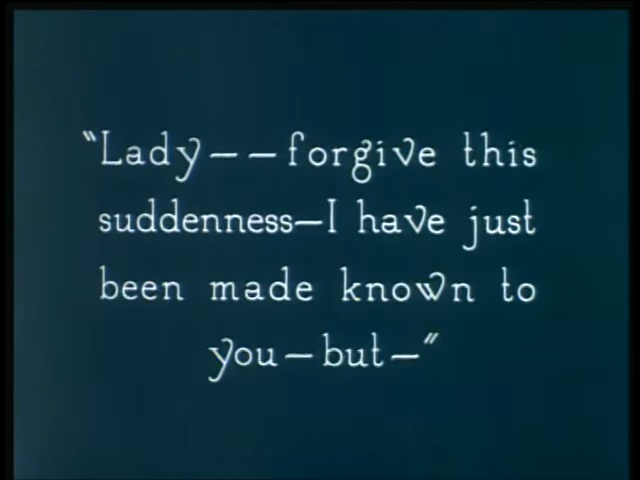 "Lady—— forgive this
suddenness—I have just
been made known to
you—but—"